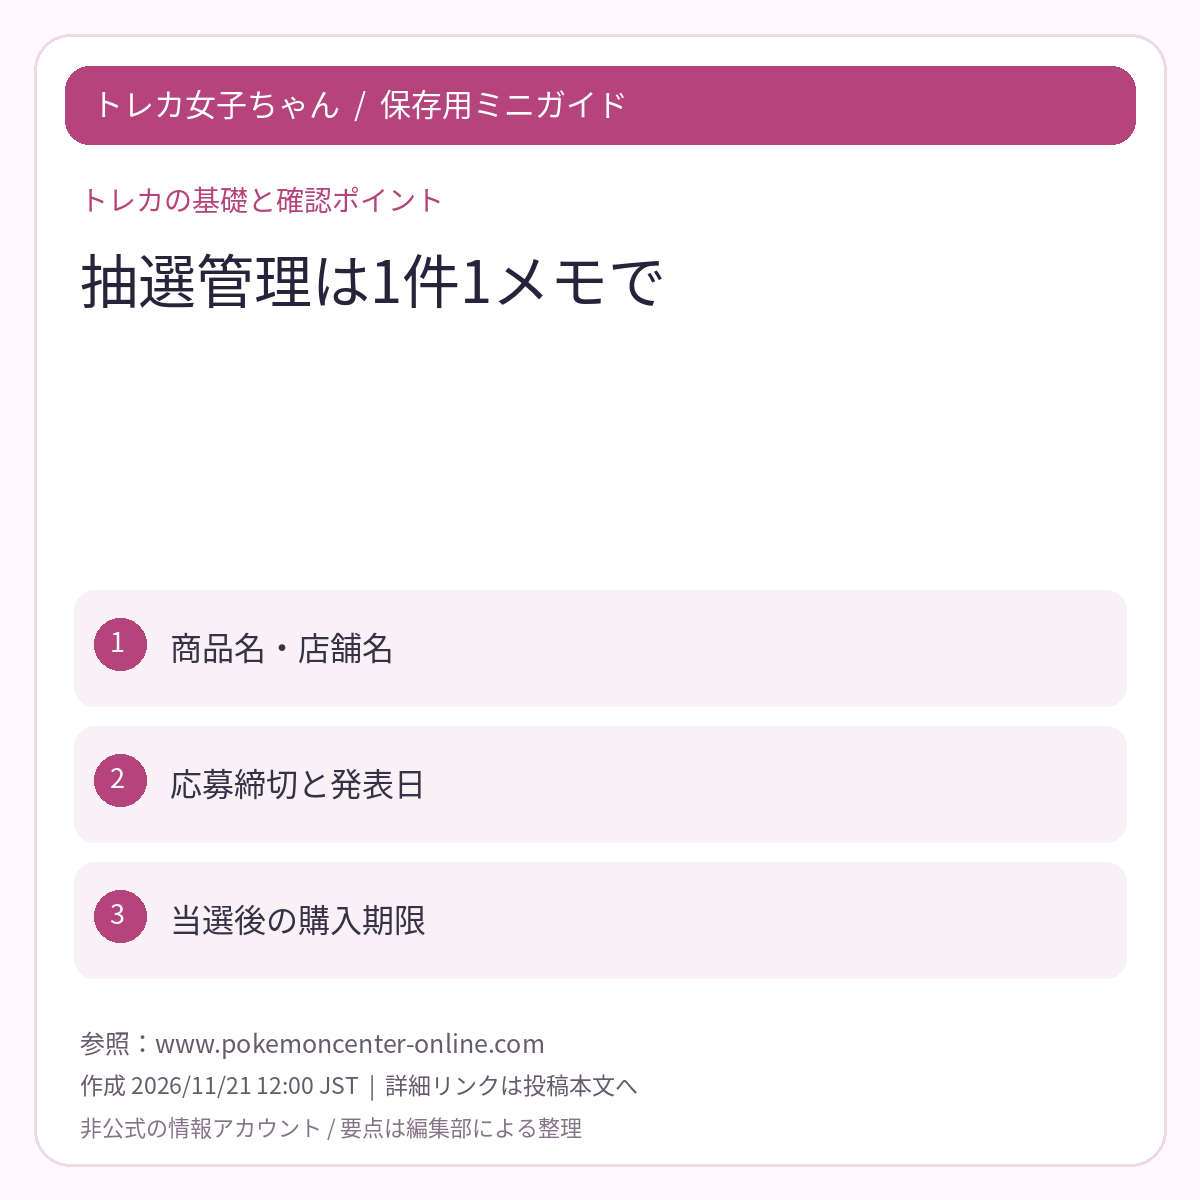 トレカ女子ちゃん / 保存用ミニガイド
トレカの基礎と確認ポイント
抽選管理は1件1メモで
1 商品名・店舗名
2 応募締切と発表日
3 当選後の購入期限
参照：www.pokemoncenter-online.com
作成 2026/11/21 12:00 JST｜詳細リンクは投稿本文へ
非公式の情報アカウント / 要点は編集部による整理